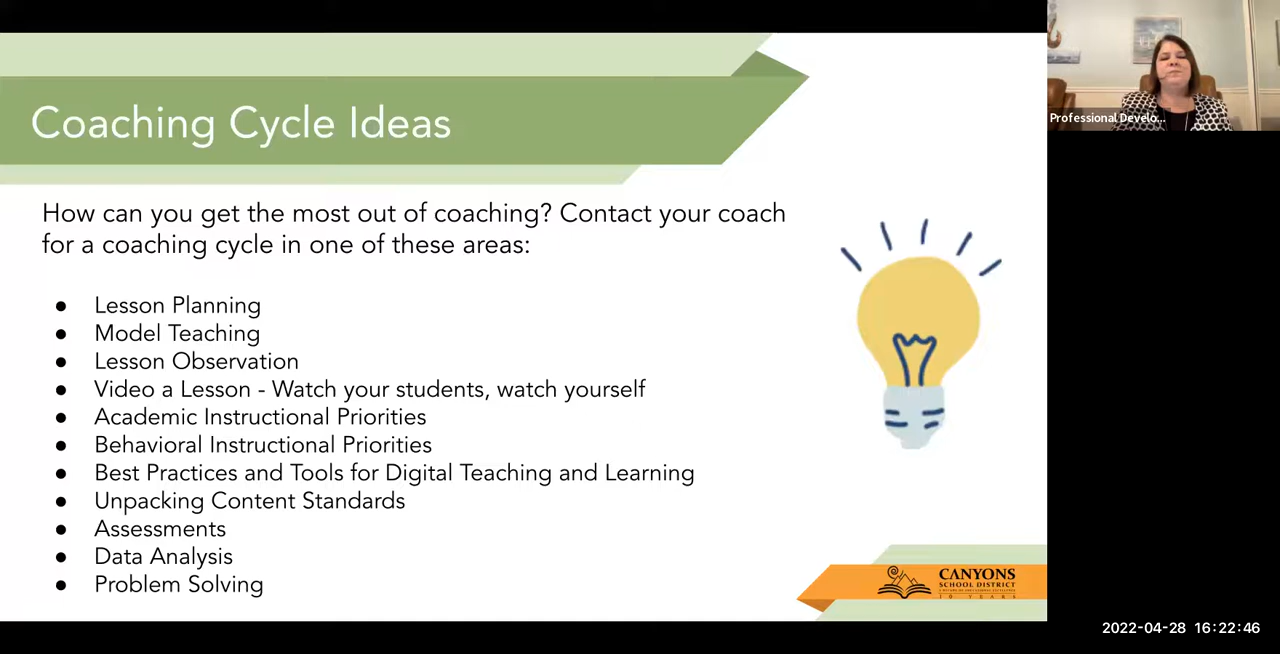 Coaching Cycle Ideas
How can you get the most out of coaching? Contact your coach
for a coaching cycle in one of these areas:
● Lesson Planning
● Model Teaching
● Lesson Observation
● Video a Lesson - Watch your students, watch yourself
● Academic Instructional Priorities
● Behavioral Instructional Priorities
● Best Practices and Tools for Digital Teaching and Learning
● Unpacking Content Standards
● Assessments
● Data Analysis
● Problem Solving
Professional Develo...
CANYONS
SCHOOL DISTRICT
10 YEARS
2022-04-28 16:22:46